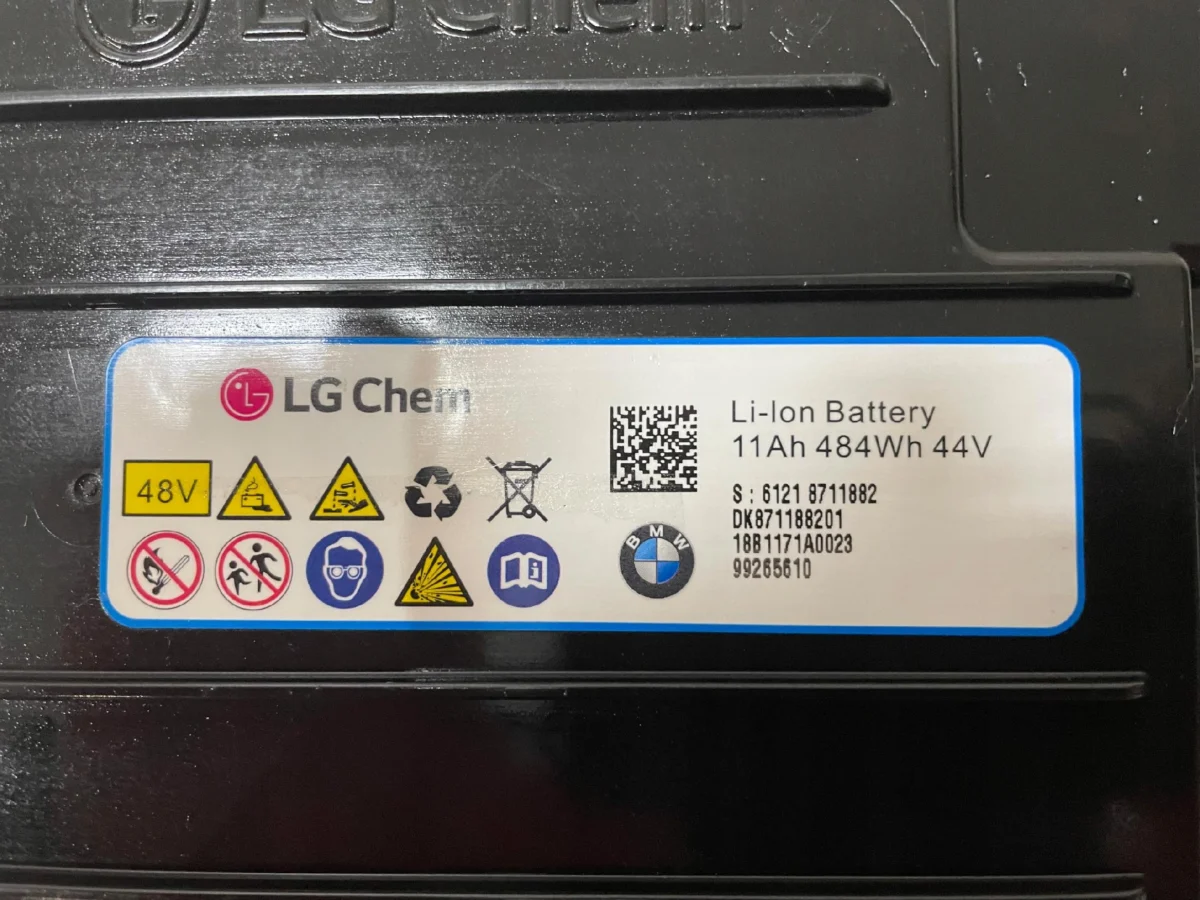 LG Chem
LG Chem
48V
Li-Ion Battery
11Ah 484Wh 44V
S : 6121 8711882
DK871188201
18B1171A0023
99265610
BMW